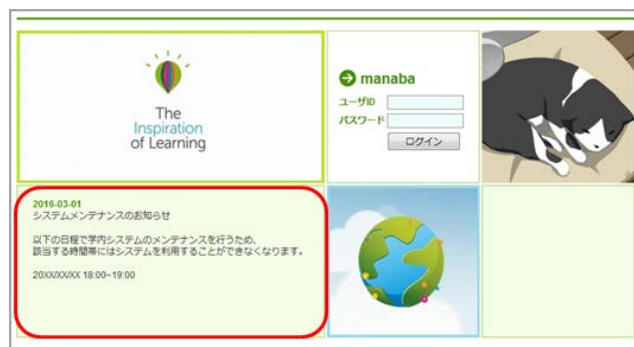 The
Inspiration
of Learning
manaba
ユーザID
パスワード
ログイン
2016-03-01
システムメンテナンスのお知らせ
以下の日程で学内システムのメンテナンスを行うため、
該当する時間帯にはシステムを利用することができなくなります。
20XX/XX/XX 18:00~19:00